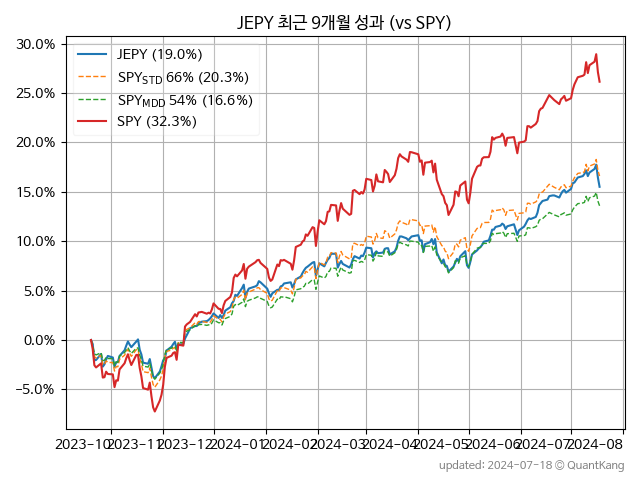 JEPY 최근 9개월 성과 (vs SPY)
30.0%
25.0%
20.0%
15.0%
10.0%
5.0%
0.0%
−5.0%
JEPY (19.0%)
SPY_STD 66% (20.3%)
SPY_MDD 54% (16.6%)
SPY (32.3%)
2023-10 2023-11 2023-12 2024-01 2024-02 2024-03 2024-04 2024-05 2024-06 2024-07 2024-08
updated: 2024-07-18 © QuantKang